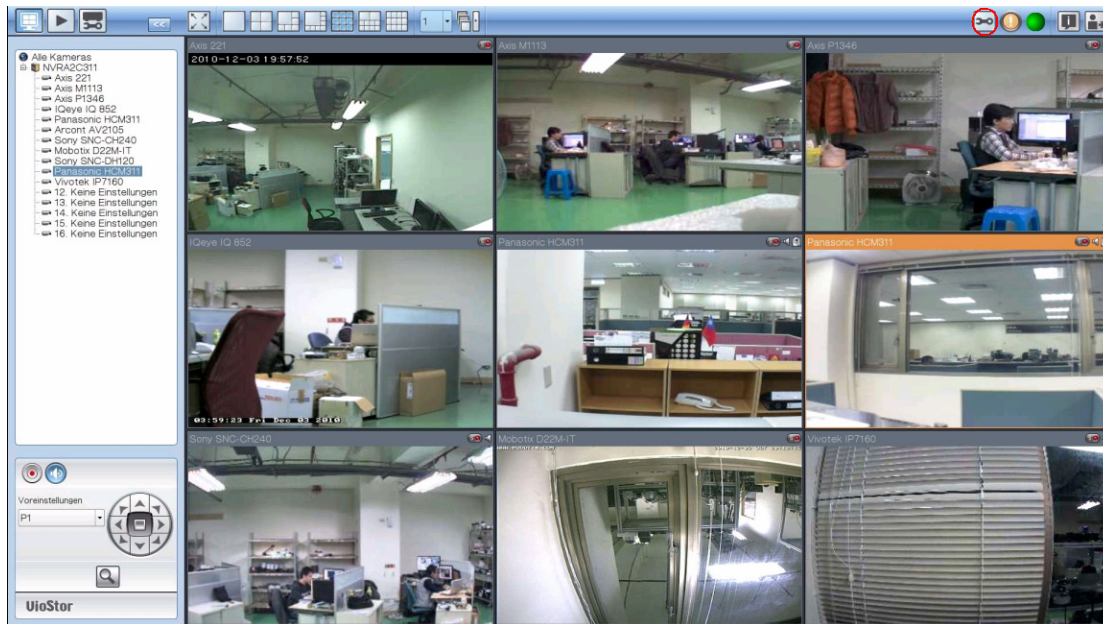 1
Alle Kameras
NVRA2C311
Axis 221
Axis M1113
Axis P1346
IQeye IQ 852
Panasonic HCM311
Arcont AV2105
Sony SNC-CH240
Mobotix D22M-IT
Sony SNC-DH120
Panasonic HCM311
Vivotek IP7160
12. Keine Einstellungen
13. Keine Einstellungen
14. Keine Einstellungen
15. Keine Einstellungen
16. Keine Einstellungen
Voreinstellungen
P1
VioStor
Axis 221
2010-12-03 19:57:52
Axis M1113
Axis P1346
IQeye IQ 852
03:59:23 Fri Dec 03 2010
Panasonic HCM311
Panasonic HCM311
Sony SNC-CH240
Mobotix D22M-IT
Vivotek IP7160